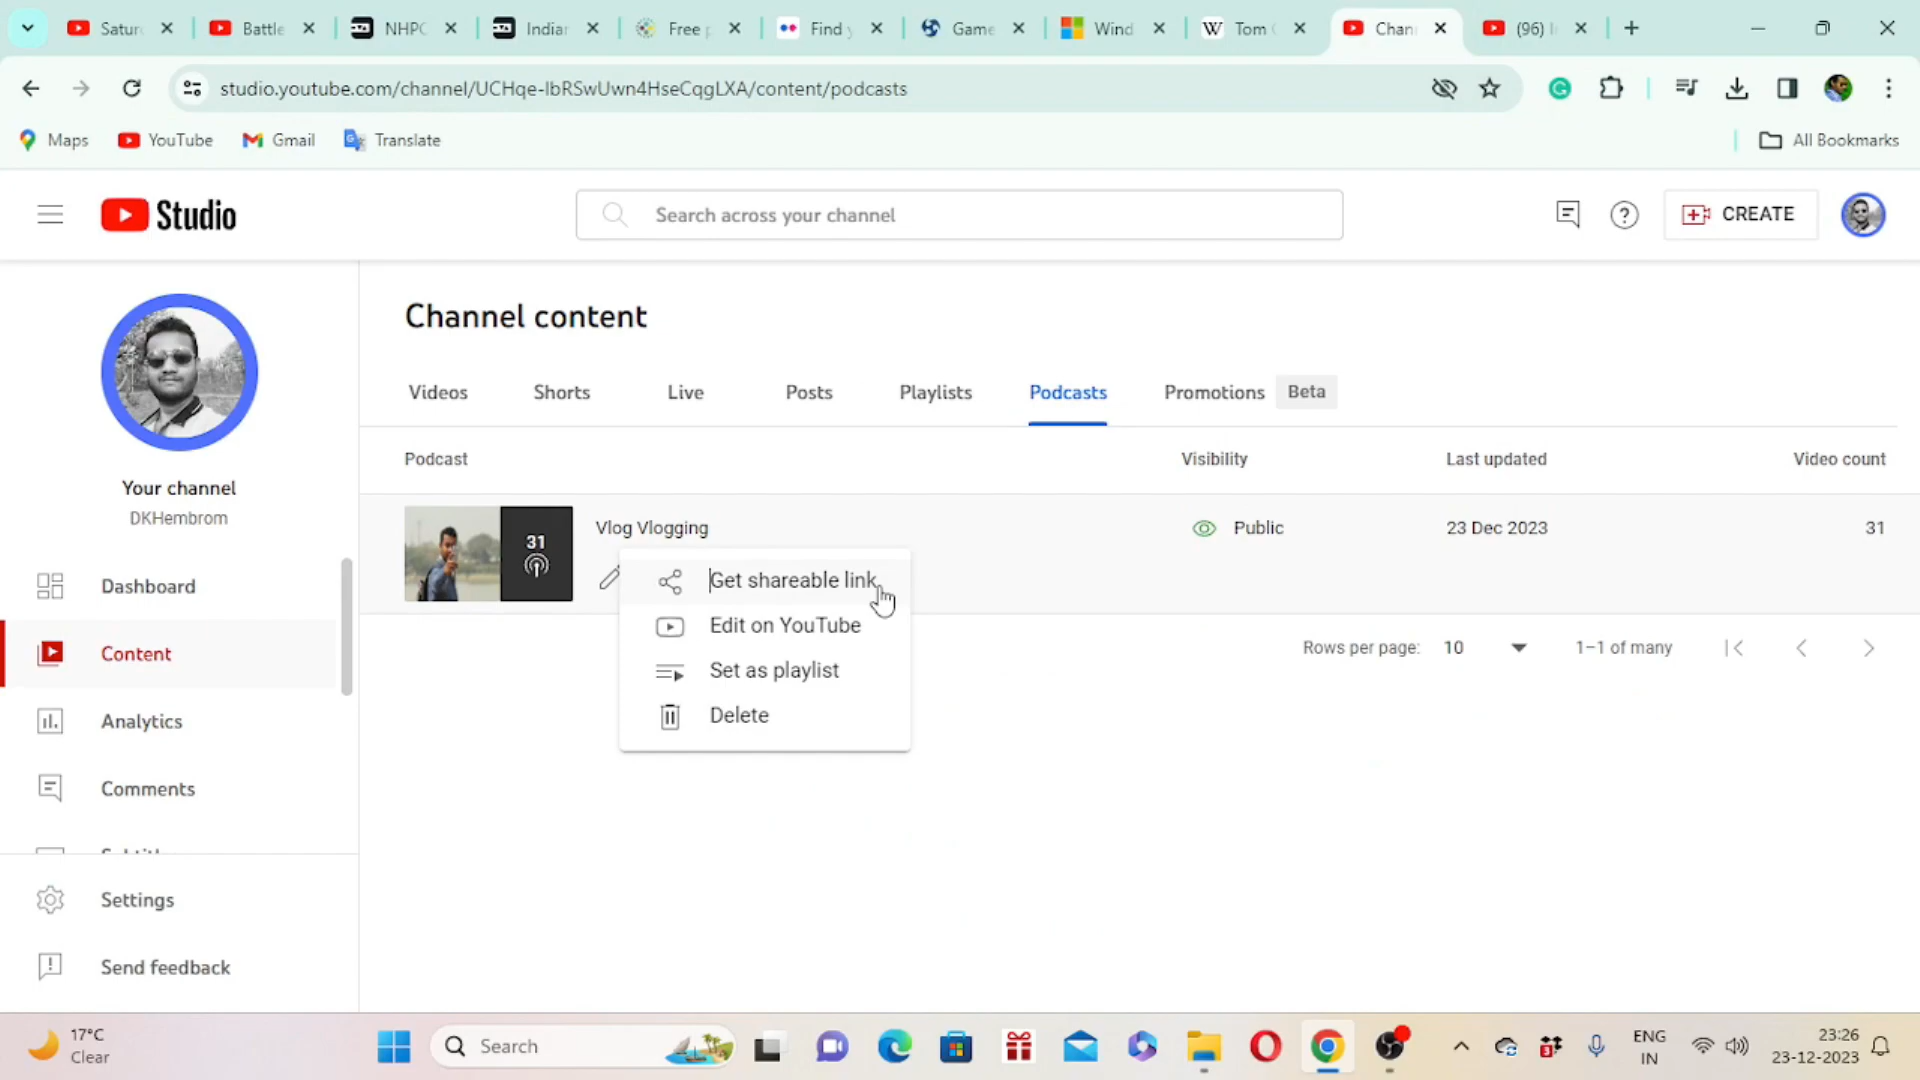 Satur
Battle
NHPC
Indian
Free p
Find y
Game
Wind
Tom C
Chan
(96) I
studio.youtube.com/channel/UCHqe-lbRSwUwn4HseCqgLXA/content/podcasts
Maps
YouTube
Gmail
Translate
All Bookmarks
Studio
Search across your channel
CREATE
Your channel
DKHembrom
Dashboard
Content
Analytics
Comments
Settings
Send feedback
Channel content
Videos
Shorts
Live
Posts
Playlists
Podcasts
Promotions
Beta
Podcast
Visibility
Last updated
Video count
31
Vlog Vlogging
Public
23 Dec 2023
31
Get shareable link
Edit on YouTube
Set as playlist
Delete
Rows per page:
10
1–1 of many
17°C
Clear
Search
ENG
IN
23:26
23-12-2023